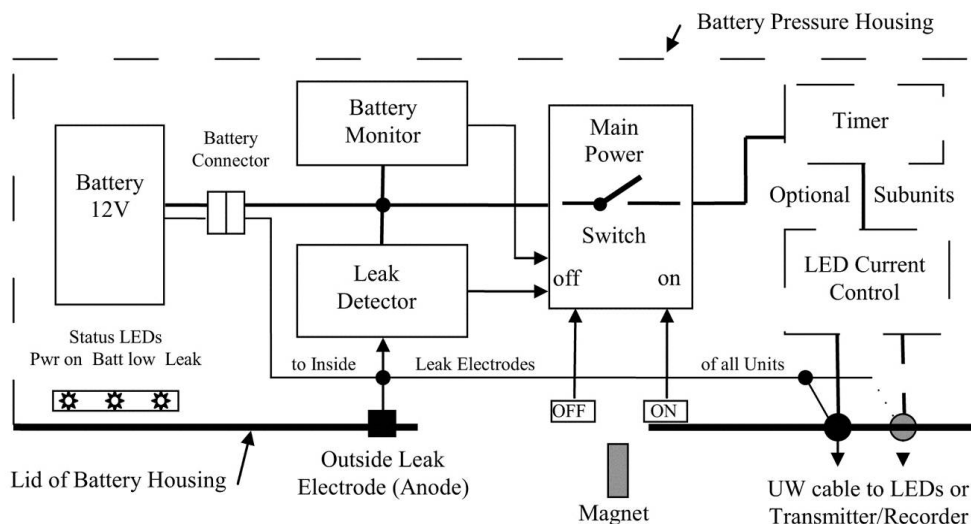 Battery Pressure Housing
Battery
Monitor
Main
Power
Timer
Battery
Connector
Battery
12V
Optional
Subunits
Switch
Leak
Detector
off
on
LED Current
Control
Status LEDs
Pwr on Batt low Leak
to Inside
Leak Electrodes
of all Units
OFF
ON
Lid of Battery Housing
Outside Leak
Electrode (Anode)
Magnet
UW cable to LEDs or
Transmitter/Recorder